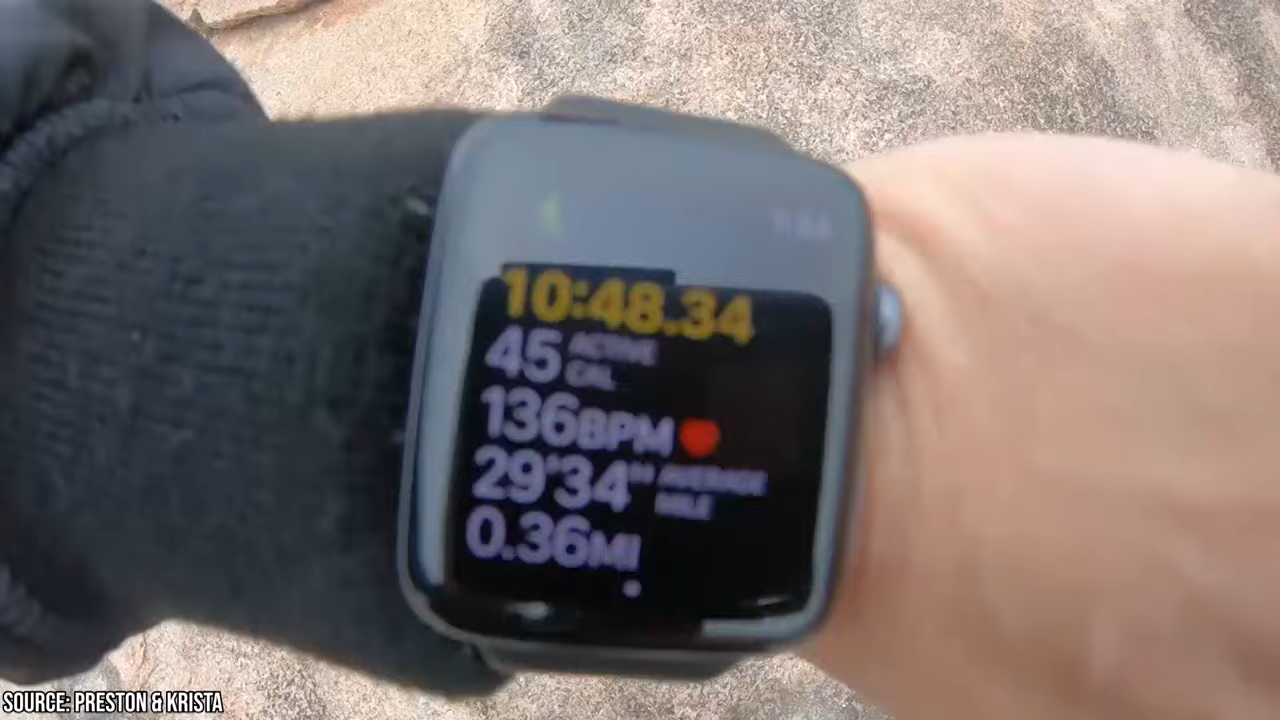 10:48.34
45 ACTIVE CAL
136BPM
29'34" AVERAGE MILE
0.36MI
SOURCE: PRESTON & KRISTA